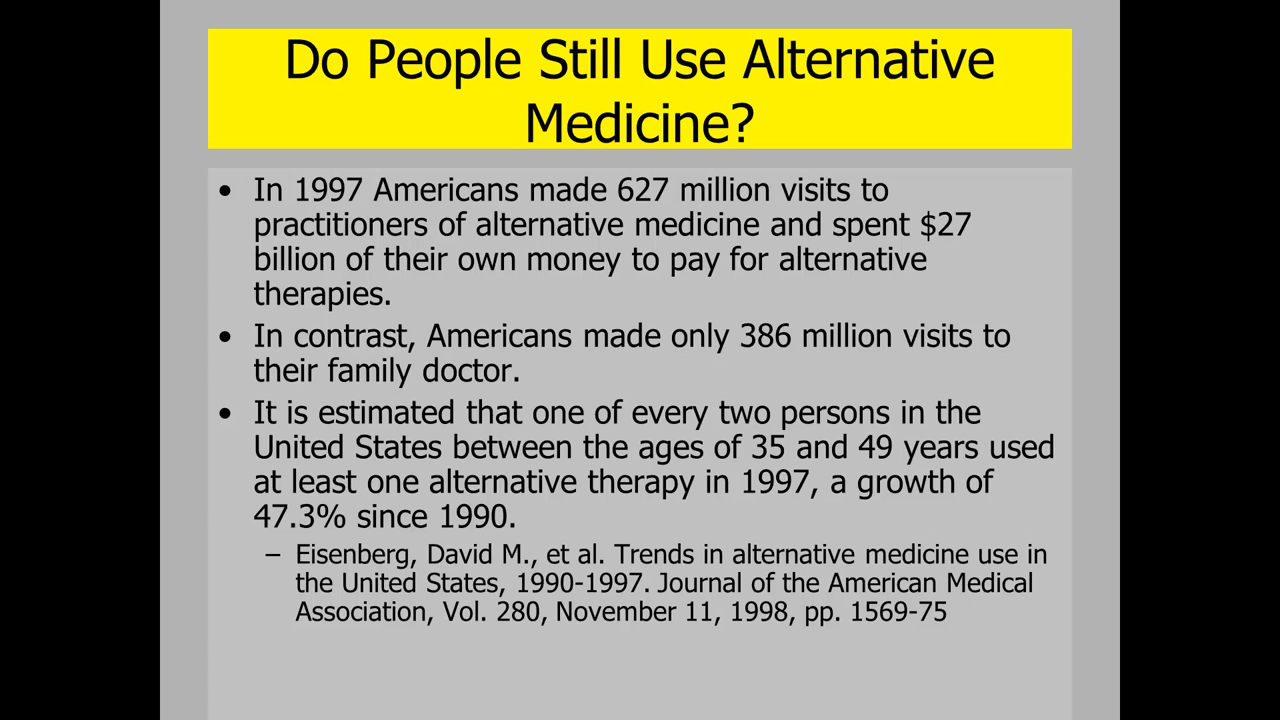 Do People Still Use Alternative
Medicine?
• In 1997 Americans made 627 million visits to
practitioners of alternative medicine and spent $27
billion of their own money to pay for alternative
therapies.
• In contrast, Americans made only 386 million visits to
their family doctor.
• It is estimated that one of every two persons in the
United States between the ages of 35 and 49 years used
at least one alternative therapy in 1997, a growth of
47.3% since 1990.
– Eisenberg, David M., et al. Trends in alternative medicine use in
the United States, 1990-1997. Journal of the American Medical
Association, Vol. 280, November 11, 1998, pp. 1569-75